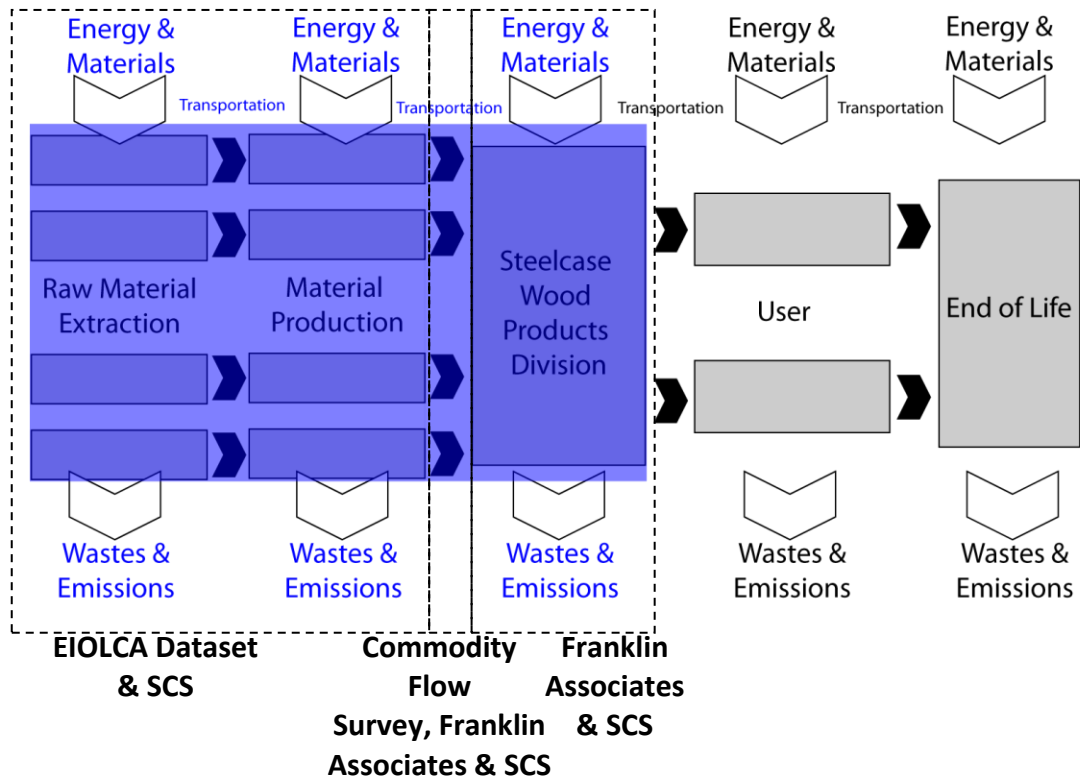 Energy &
Materials
Energy &
Materials
Energy &
Materials
Energy &
Materials
Energy &
Materials
Transportation
Transportation
Transportation
Transportation
Raw Material
Extraction
Material
Production
Steelcase
Wood
Products
Division
User
End of Life
Wastes &
Emissions
Wastes &
Emissions
Wastes &
Emissions
Wastes &
Emissions
Wastes &
Emissions
EIOLCA Dataset
& SCS
Commodity
Flow
Survey, Franklin
Associates & SCS
Franklin
Associates
& SCS